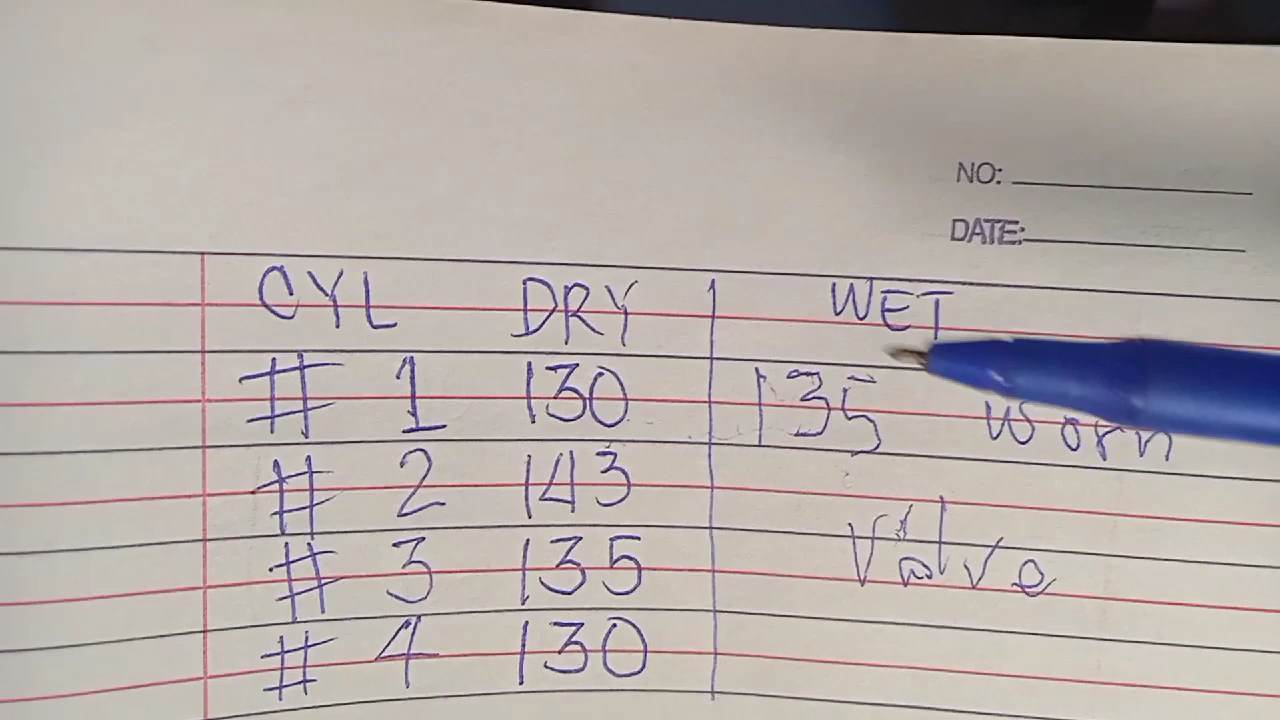 NO:
DATE:
CYL DRY WET
# 1 130 135 worn
# 2 143
Valve
# 3 135
# 4 130